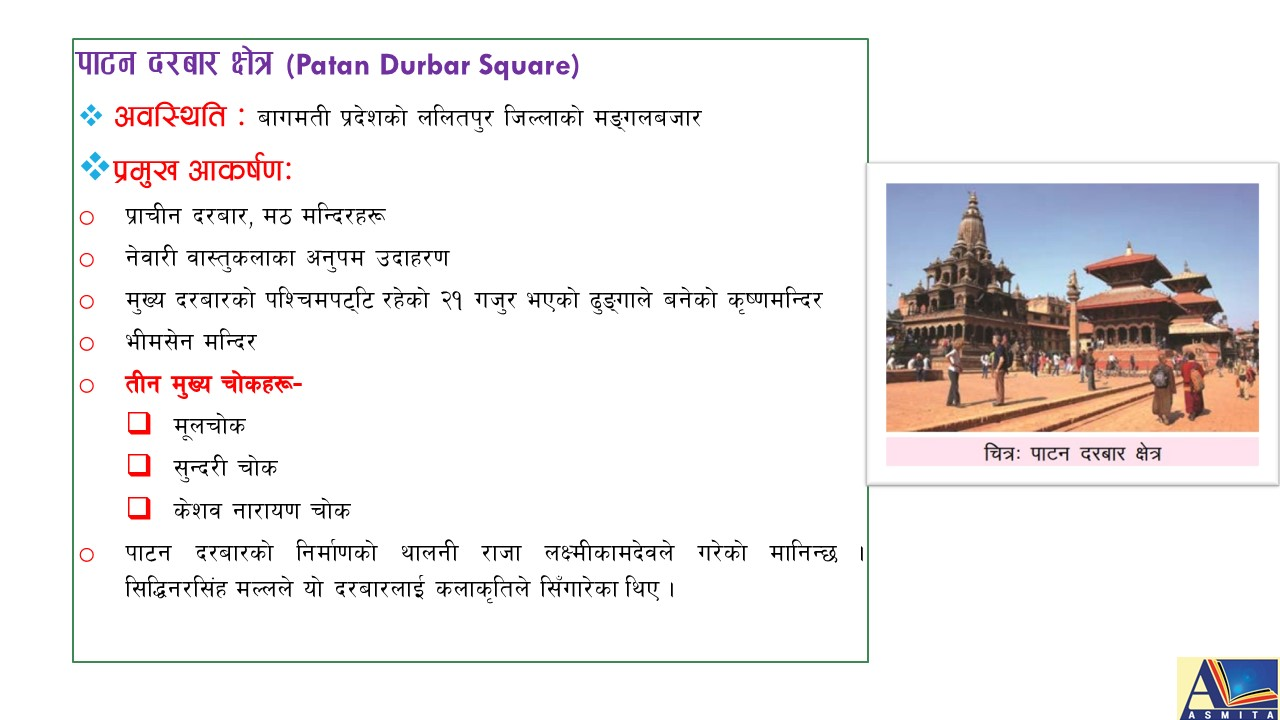 पाटन दरबार क्षेत्र (Patan Durbar Square)
❖ अवस्थिति : बागमती प्रदेशको ललितपुर जिल्लाको मङ्गलबजार
❖ प्रमुख आकर्षण:
o प्राचीन दरबार, मठ मन्दिरहरू
o नेवारी वास्तुकलाका अनुपम उदाहरण
o मुख्य दरबारको पश्चिमपट्टि रहेको २१ गजुर भएको ढुङ्गाले बनेको कृष्णमन्दिर
o भीमसेन मन्दिर
o तीन मुख्य चोकहरू-
❑ मूलचोक
❑ सुन्दरी चोक
❑ केशव नारायण चोक
o पाटन दरबारको निर्माणको थालनी राजा लक्ष्मीकामदेवले गरेको मानिन्छ ।
सिद्धिनरसिंह मल्लले यो दरबारलाई कलाकृतिले सिँगारेका थिए ।
चित्रः पाटन दरबार क्षेत्र
ASMITA